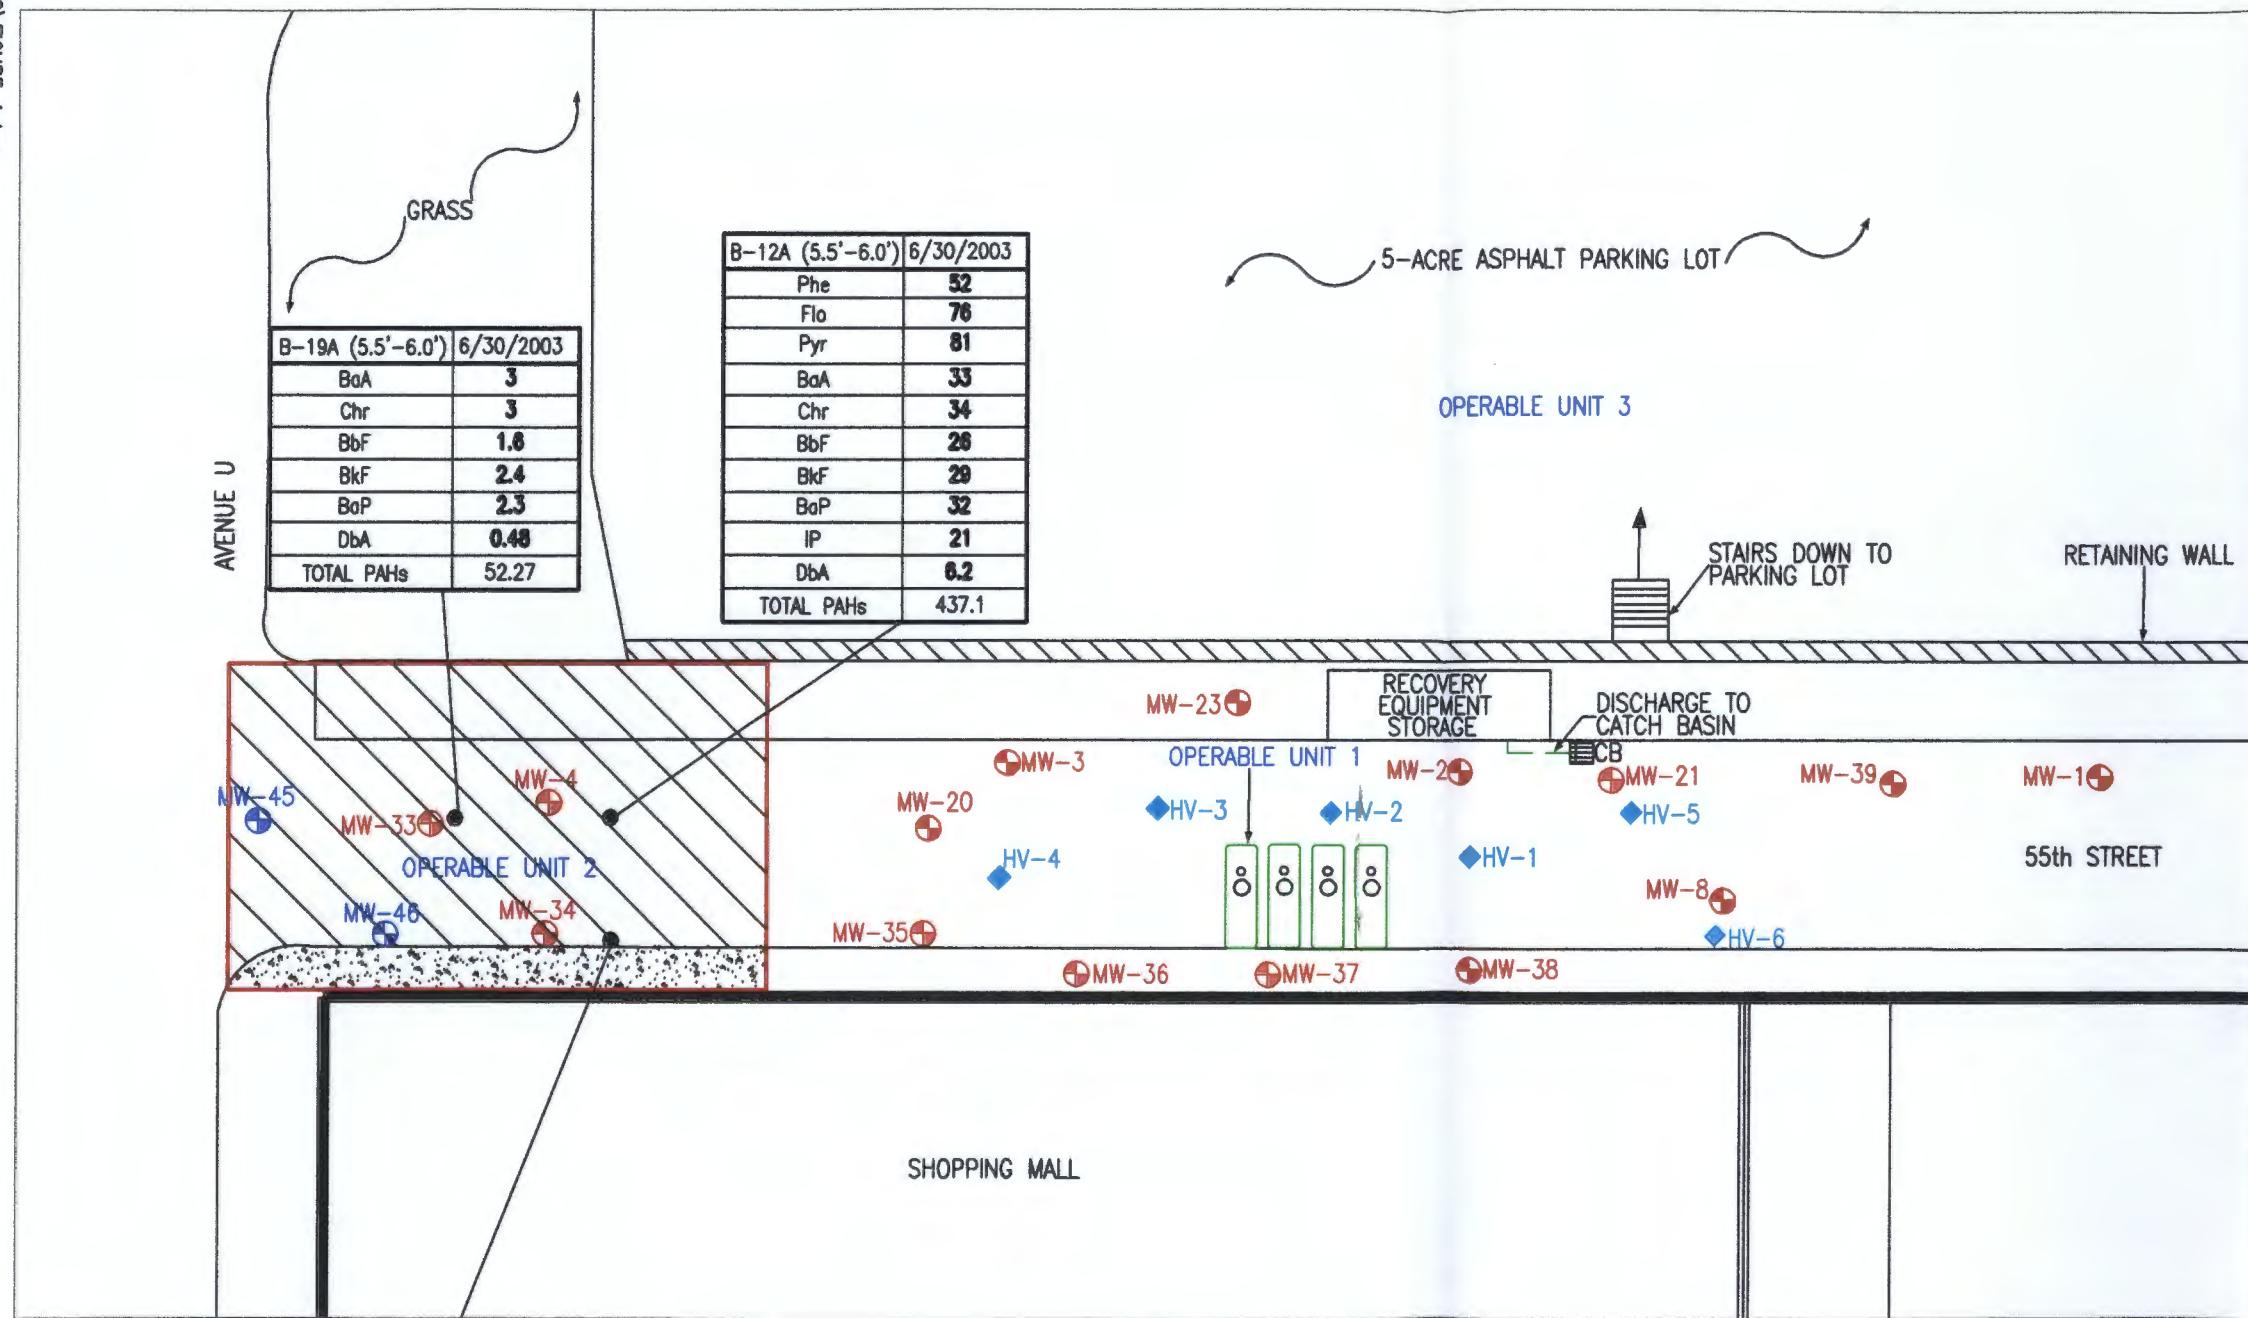 GRASS
B-12A (5.5'-6.0') 6/30/2003
Phe 52
Flo 76
Pyr 81
BaA 33
Chr 34
BbF 26
BkF 29
BaP 32
IP 21
DbA 6.2
TOTAL PAHs 437.1
5-ACRE ASPHALT PARKING LOT
B-19A (5.5'-6.0') 6/30/2003
BaA 3
Chr 3
BbF 1.6
BkF 2.4
BaP 2.3
DbA 0.48
TOTAL PAHs 52.27
OPERABLE UNIT 3
AVENUE U
STAIRS DOWN TO
PARKING LOT
RETAINING WALL
RECOVERY
EQUIPMENT
STORAGE
DISCHARGE TO
CATCH BASIN
CB
MW-23
MW-3
OPERABLE UNIT 1
MW-2
MW-21
MW-39
MW-1
MW-45
MW-33
MW-4
MW-20
HV-3
HV-2
HV-5
OPERABLE UNIT 2
HV-4
HV-1
55th STREET
MW-8
MW-46
MW-34
MW-35
HV-6
MW-36
MW-37
MW-38
SHOPPING MALL